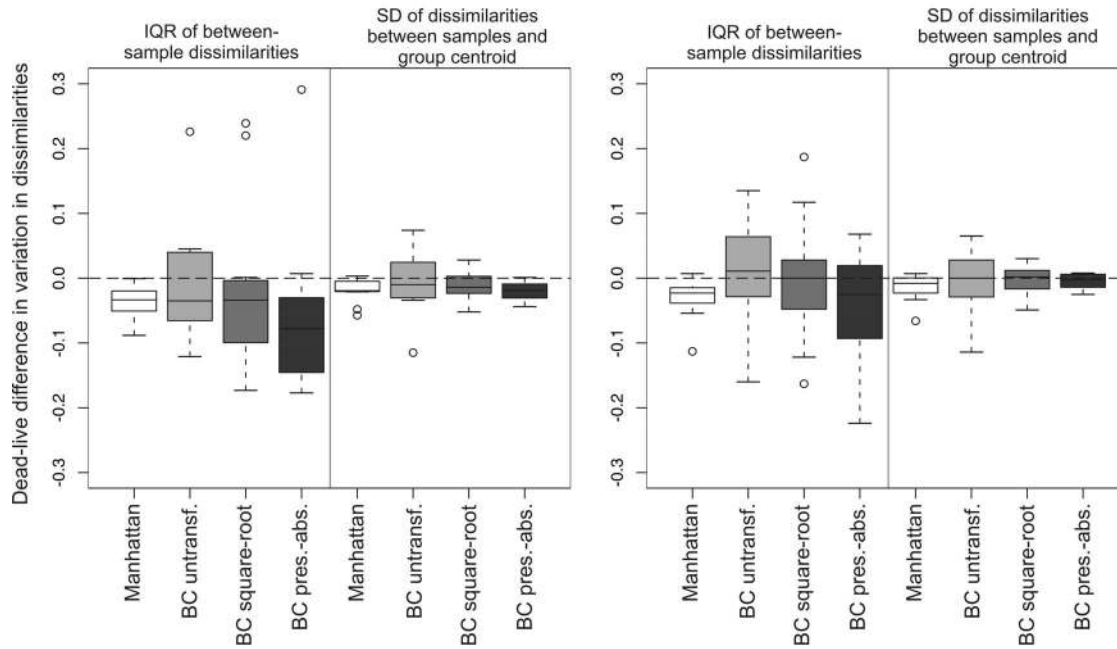 IQR of between-
sample dissimilarities
SD of dissimilarities
between samples and
group centroid
IQR of between-
sample dissimilarities
SD of dissimilarities
between samples and
group centroid
Dead-live difference in variation in dissimilarities
0.3
0.2
0.1
0.0
-0.1
-0.2
-0.3
0.3
0.2
0.1
0.0
-0.1
-0.2
-0.3
Manhattan
BC untransf.
BC square-root
BC pres.-abs.
Manhattan
BC untransf.
BC square-root
BC pres.-abs.
Manhattan
BC untransf.
BC square-root
BC pres.-abs.
Manhattan
BC untransf.
BC square-root
BC pres.-abs.